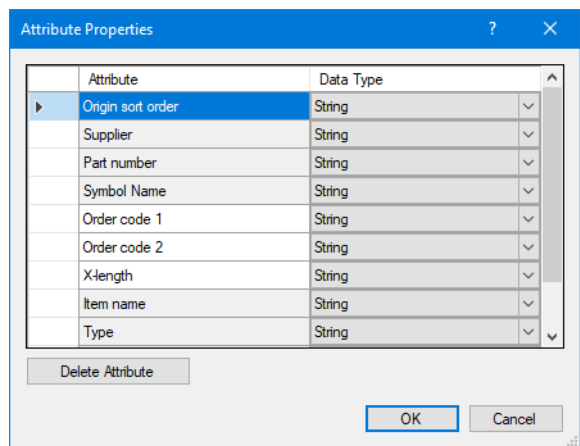 Attribute Properties ?
Attribute Data Type
Origin sort order String
Supplier String
Part number String
Symbol Name String
Order code 1 String
Order code 2 String
X-length String
Item name String
Type String
Delete Attribute
OK Cancel